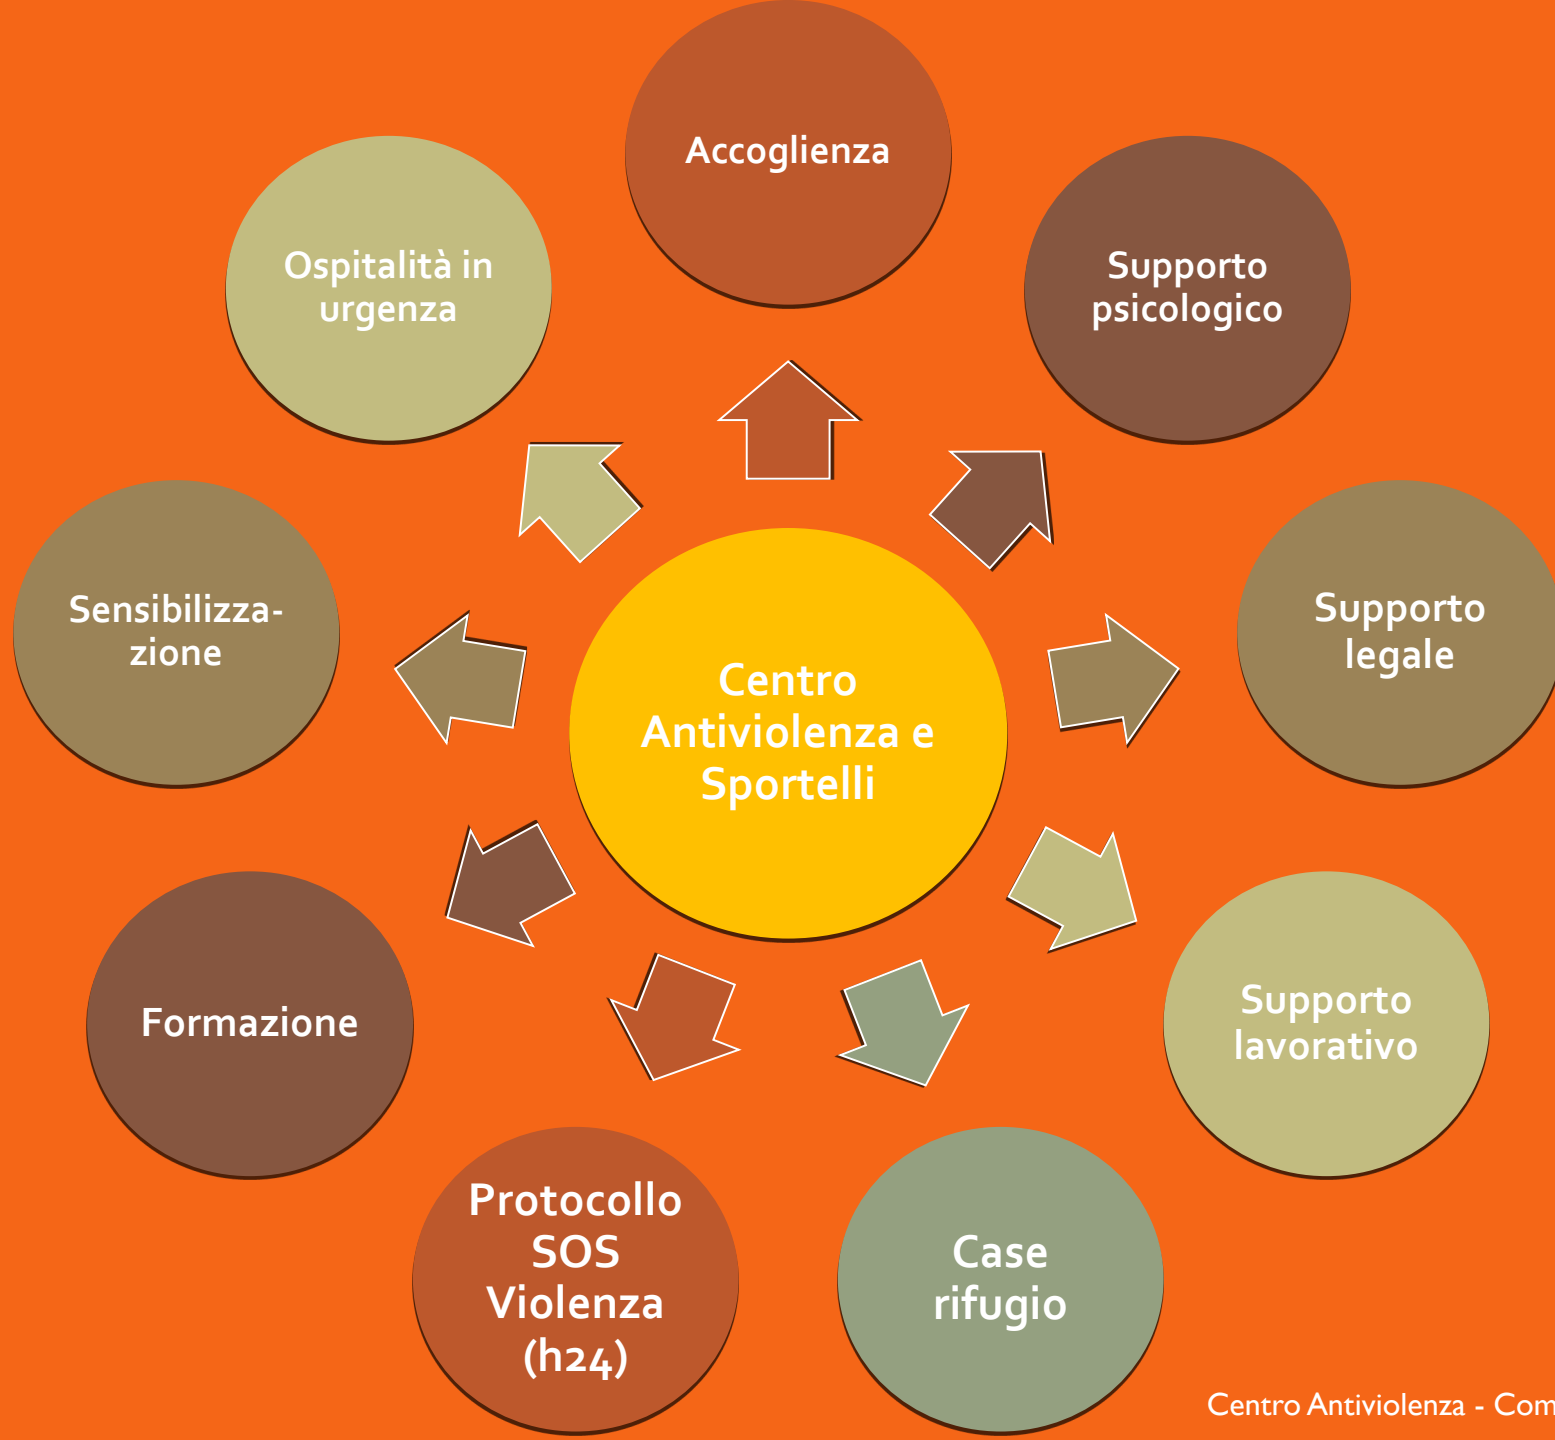 Accoglienza
Supporto
psicologico
Supporto
legale
Supporto
lavorativo
Case
rifugio
Protocollo
SOS
Violenza
(h24)
Formazione
Sensibilizza-
zione
Ospitalità in
urgenza
Centro
Antiviolenza e
Sportelli
Centro Antiviolenza - Com